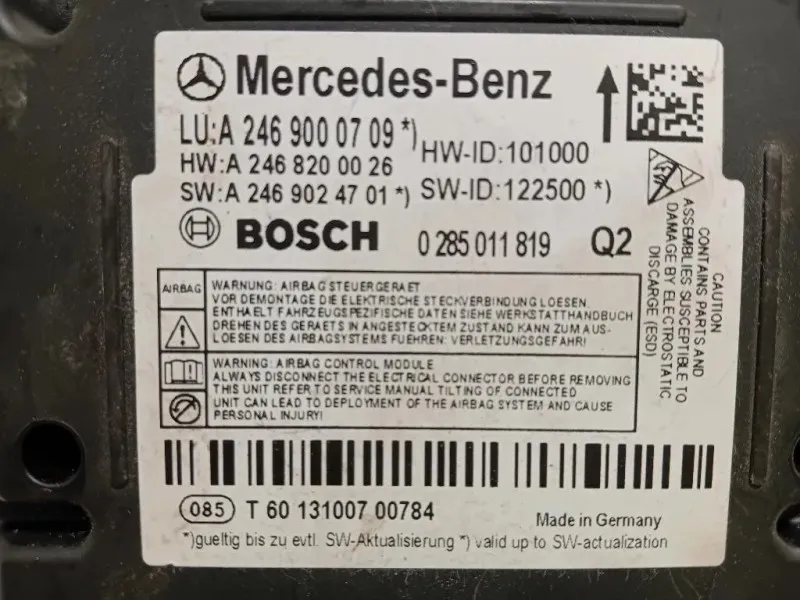 Mercedes-Benz
LU:A 246 900 07 09 *)
HW-ID:101000
HW:A 246 820 00 26
SW:A 246 902 47 01 *)
SW-ID:122500 *)
BOSCH
0 285 011 819
Q2
CAUTION
CONTAINS PARTS AND
ASSEMBLIES SUSCEPTIBLE TO
DAMAGE BY ELECTROSTATIC
DISCARGE (ESD)
AIRBAG
WARNUNG: AIRBAGSTEUERGERAET
VOR DEMONTAGE DIE ELEKTRISCHE STECKVERBINDUNG LOESEN.
ENTHAELT FAHRZEUGSPEZIFISCHE DATEN SIEHE WERKSTATTHANDBUCH
DREHEN DES GERAETS IN ANGESTECKTEM ZUSTAND KANN ZUM AUS-
LOESEN DES AIRBAGSYSTEMS FUEHREN: VERLETZUNGSGEFAHR!
WARNING: AIRBAG CONTROL MODULE
ALWAYS DISCONNECT THE ELECTRICAL CONNECTOR BEFORE REMOVING
THIS UNIT REFER TO SERVICE MANUAL TILTING OF CONNECTED
UNIT CAN LEAD TO DEPLOYMENT OF THE AIRBAG SYSTEM AND CAUSE
PERSONAL INJURY!
085 T 60 131007 00784
Made in Germany
*)gueltig bis zu evtl. SW-Aktualisierung *) valid up to SW-actualization